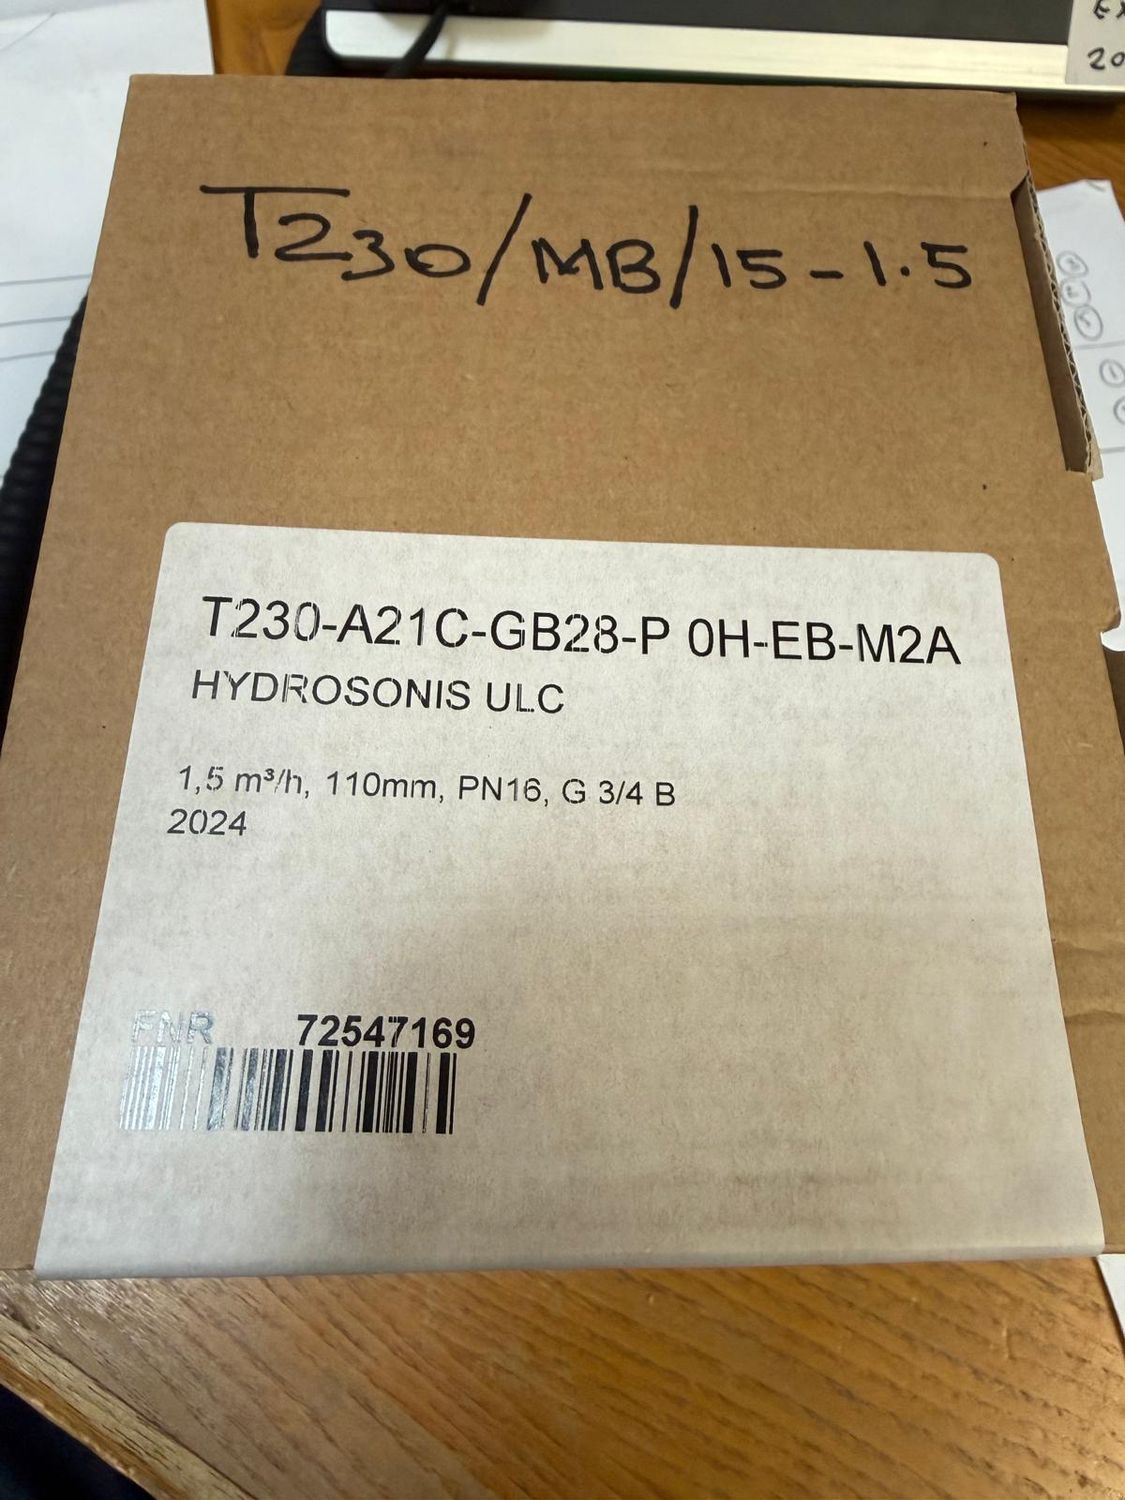 T230/MB/15-1.5
T230-A21C-GB28-P 0H-EB-M2A
HYDROSONIS ULC
1,5 m³/h, 110mm, PN16, G 3/4 B
2024
FNR 72547169